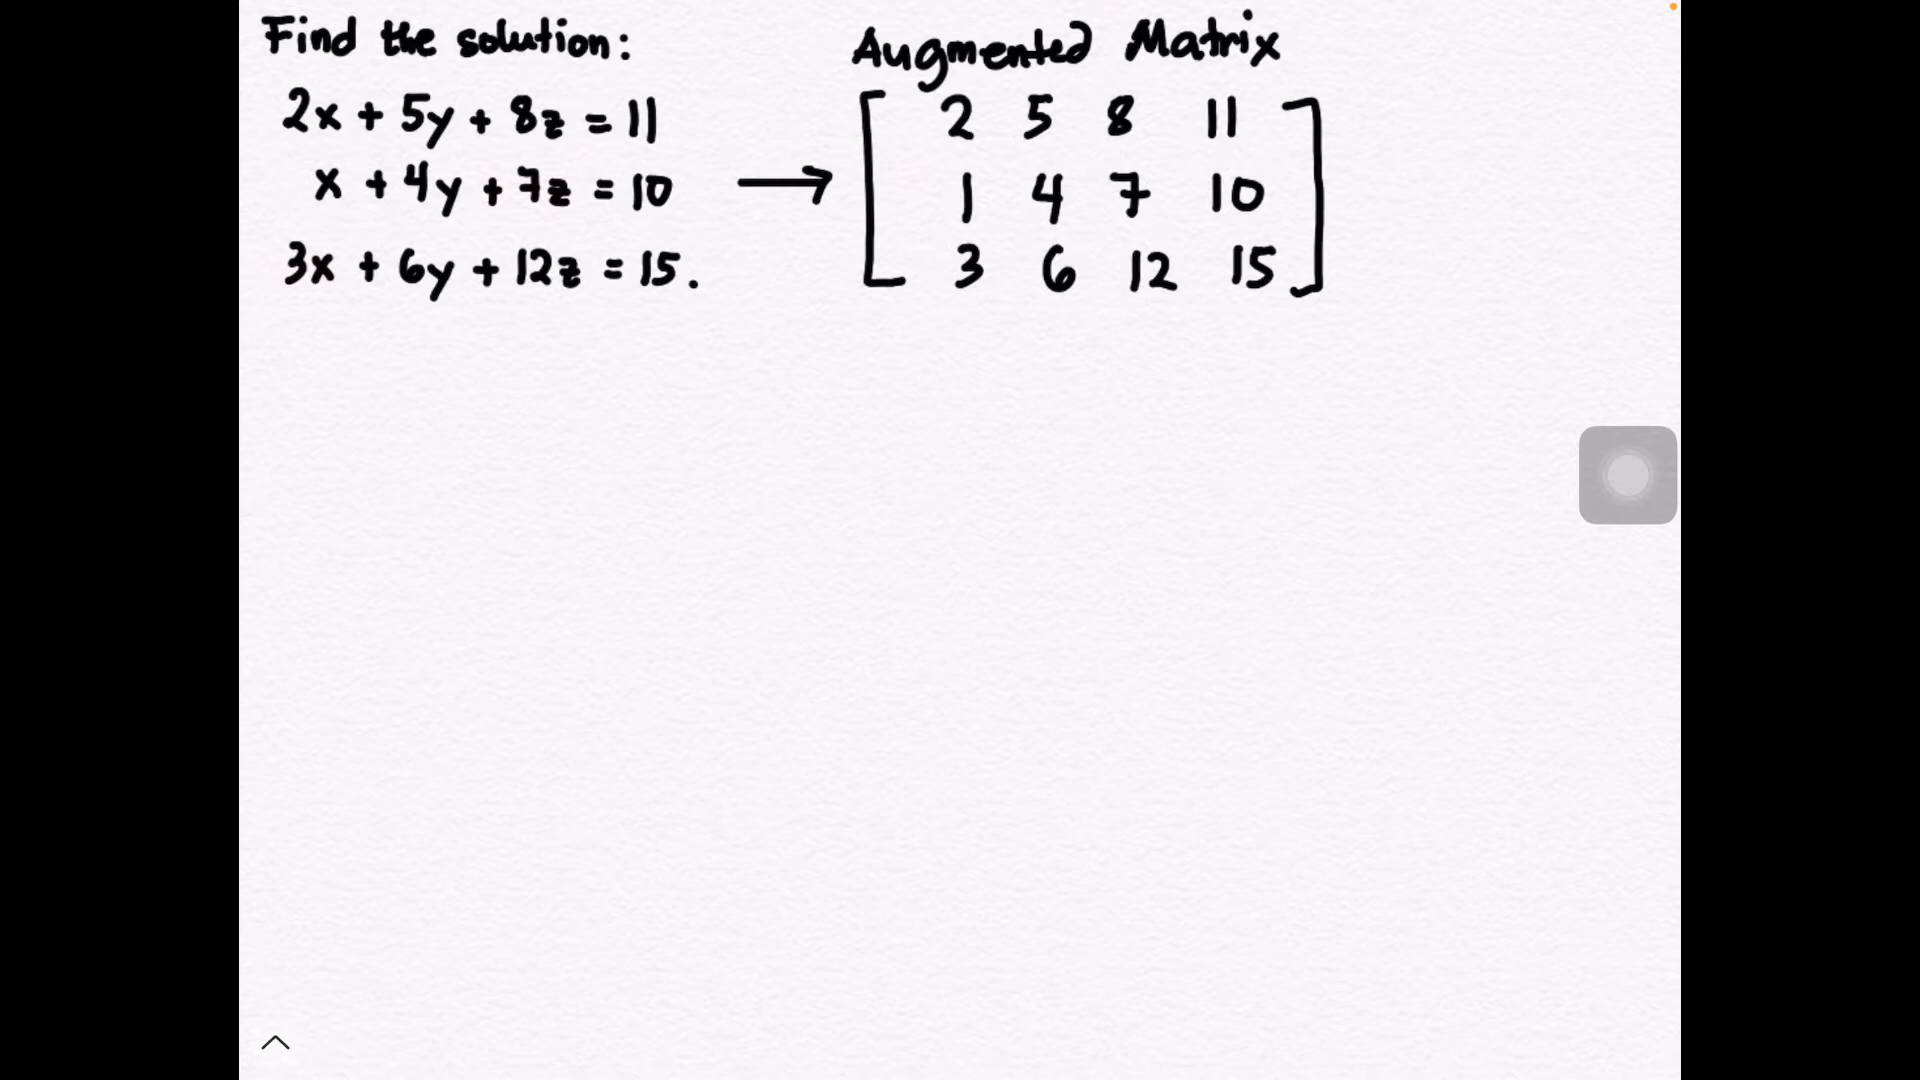 Find the solution:
2x + 5y + 8z = 11
x + 4y + 7z = 10
3x + 6y + 12z = 15.
Augmented Matrix
2 5 8 11
1 4 7 10
3 6 12 15